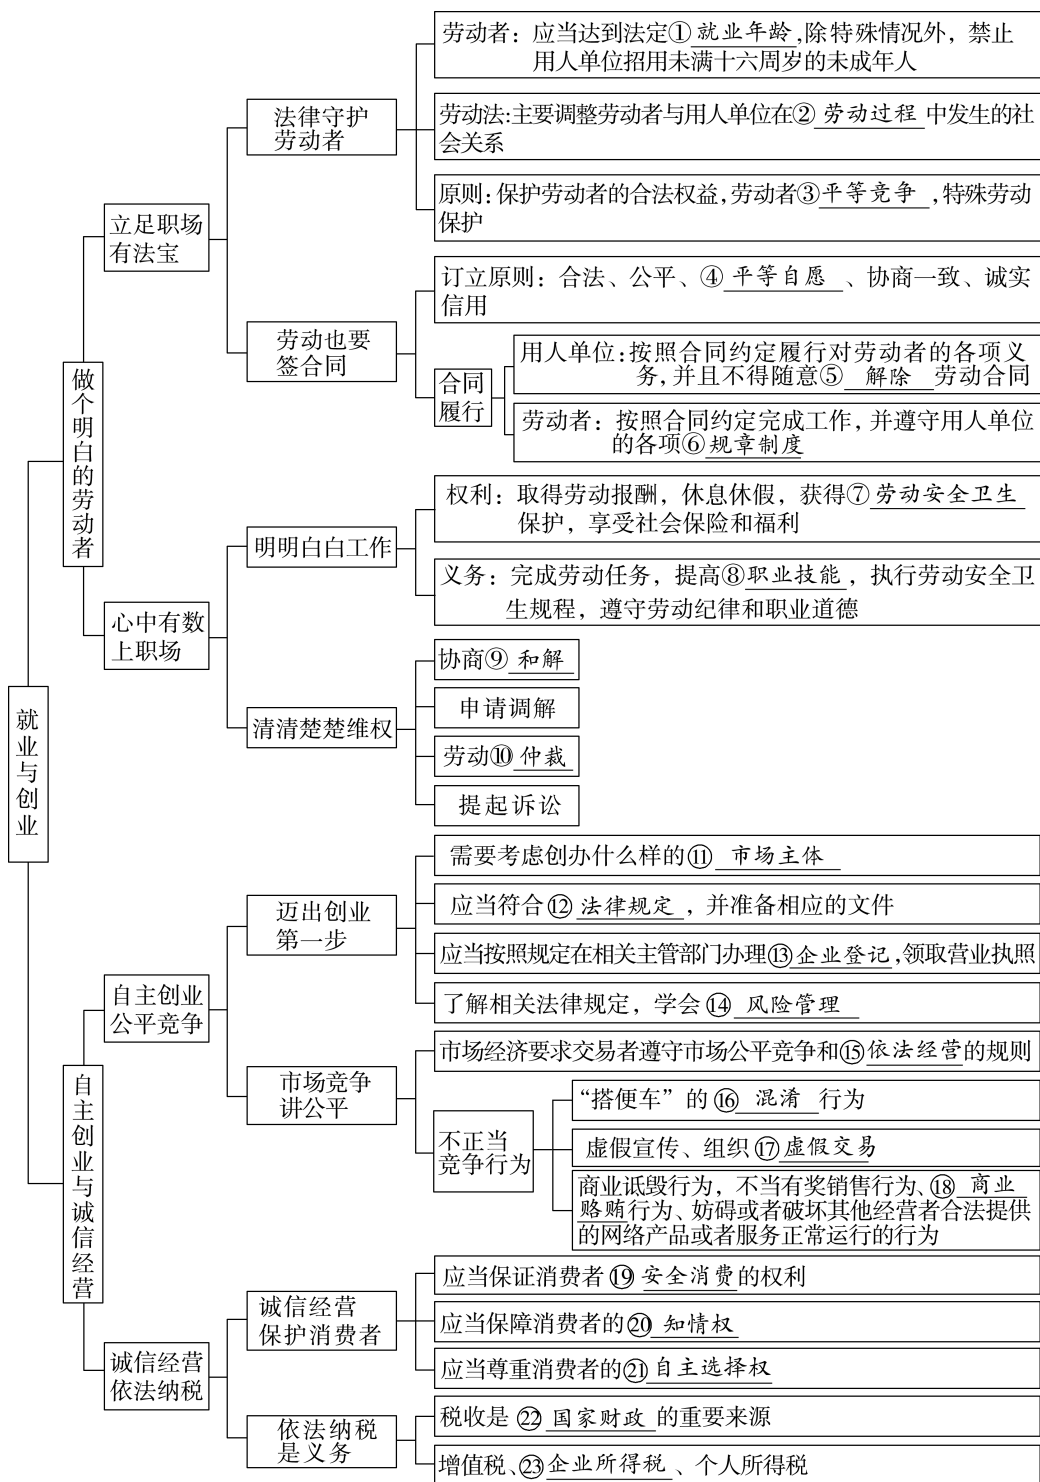 劳动者：应当达到法定①就业年龄,除特殊情况外，禁止
用人单位招用未满十六周岁的未成年人
法律守护
劳动者
劳动法:主要调整劳动者与用人单位在②劳动过程中发生的社
会关系
原则:保护劳动者的合法权益,劳动者③平等竞争,特殊劳动
保护
立足职场
有法宝
订立原则：合法、公平、④平等自愿、协商一致、诚实
信用
劳动也要
签合同
用人单位:按照合同约定履行对劳动者的各项义
务,并且不得随意⑤解除劳动合同
合同
履行
劳动者：按照合同约定完成工作,并遵守用人单位
的各项⑥规章制度
做个明白的劳动者
权利：取得劳动报酬，休息休假，获得⑦劳动安全卫生
保护，享受社会保险和福利
明明白白工作
义务：完成劳动任务，提高⑧职业技能，执行劳动安全卫
生规程，遵守劳动纪律和职业道德
心中有数
上职场
协商⑨和解
申请调解
清清楚楚维权
劳动⑩仲裁
提起诉讼
就业与创业
需要考虑创办什么样的⑪市场主体
迈出创业
第一步
应当符合⑫法律规定，并准备相应的文件
应当按照规定在相关主管部门办理⑬企业登记,领取营业执照
了解相关法律规定，学会⑭风险管理
自主创业
公平竞争
市场经济要求交易者遵守市场公平竞争和⑮依法经营的规则
市场竞争
讲公平
“搭便车”的⑯混淆行为
不正当
竞争行为
虚假宣传、组织⑰虚假交易
商业诋毁行为，不当有奖销售行为、⑱商业
赂贿行为、妨碍或者破坏其他经营者合法提供
的网络产品或者服务正常运行的行为
自主创业与诚信经营
应当保证消费者⑲安全消费的权利
诚信经营
保护消费者
应当保障消费者的⑳知情权
应当尊重消费者的㉑自主选择权
诚信经营
依法纳税
税收是㉒国家财政的重要来源
依法纳税
是义务
增值税、㉓企业所得税、个人所得税